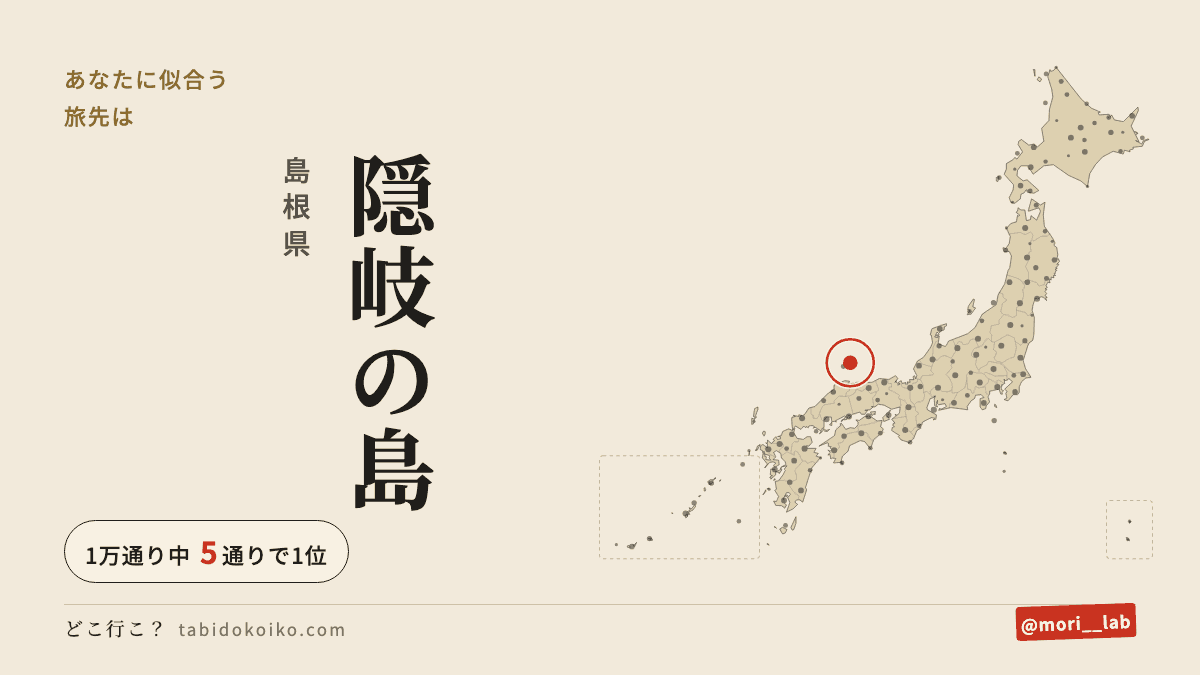 あなたに似合う
旅先は
隠岐の島
島根県
1万通り中 5通りで1位
どこ行こ? tabidokoiko.com
@mori__lab